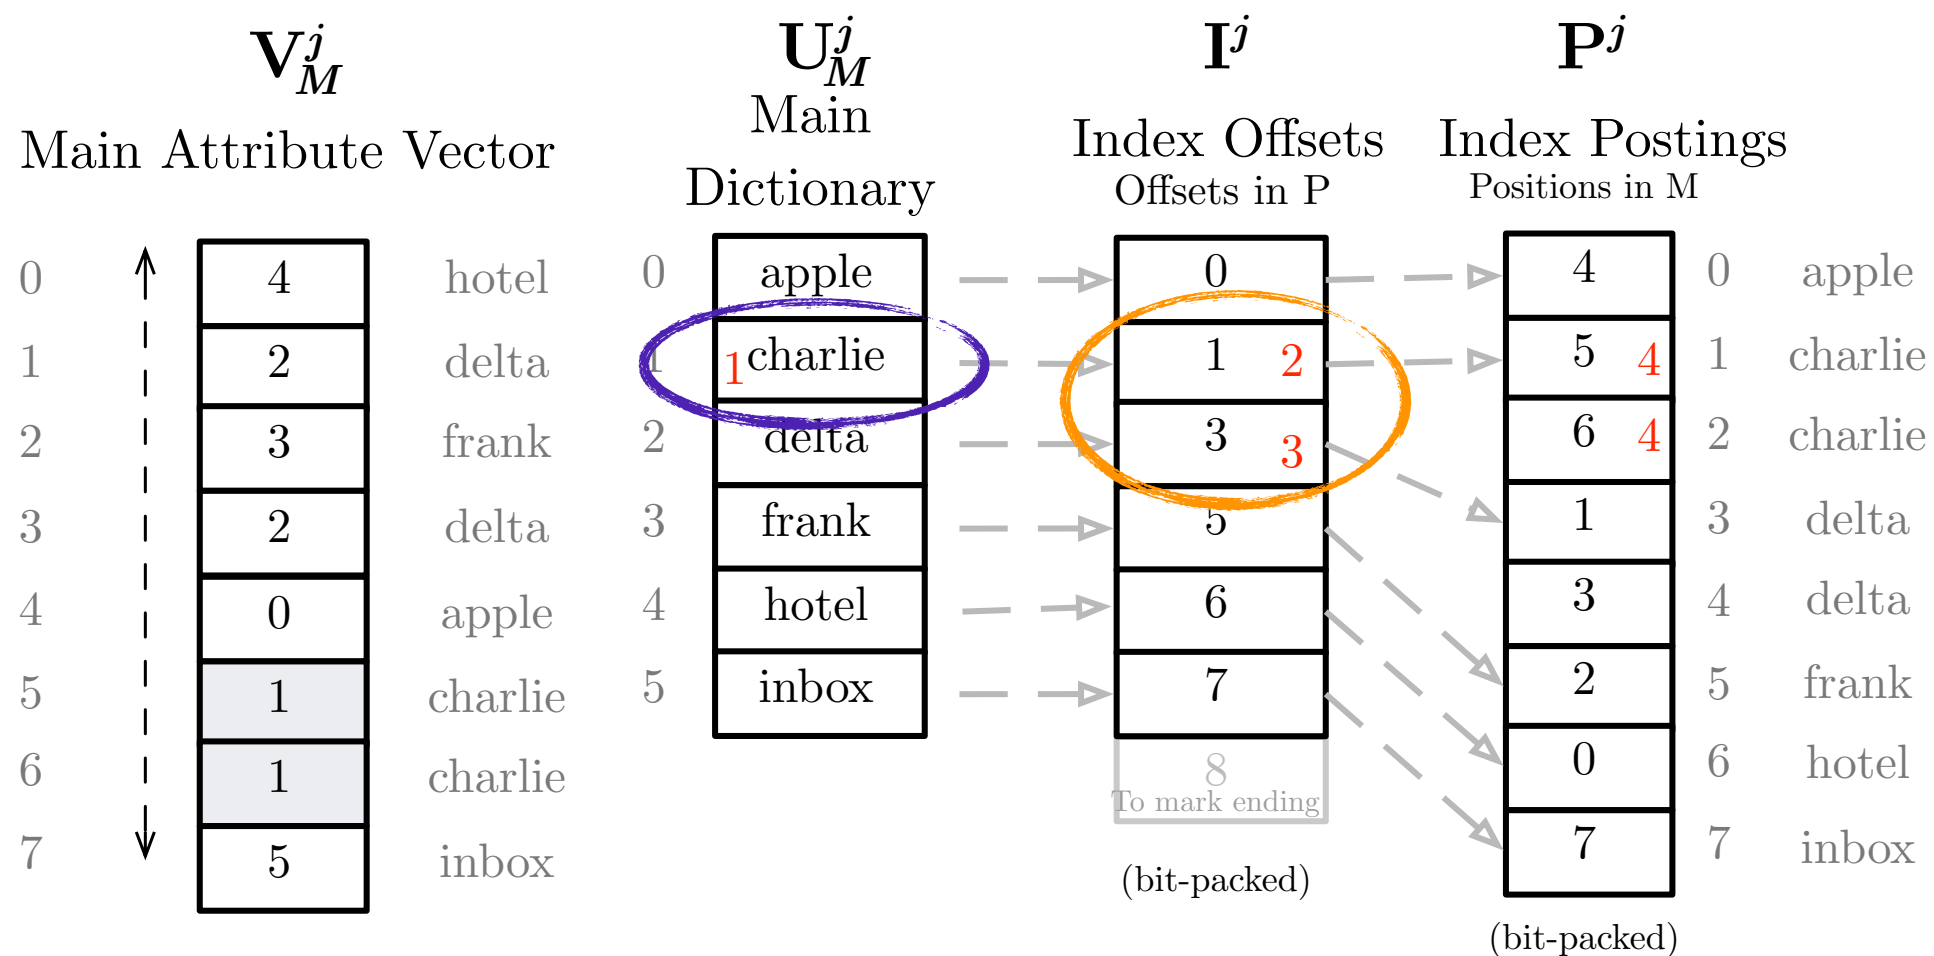 V^j_M U^j_M I^j P^j
Main Attribute Vector
Main
Dictionary
Index Offsets
Offsets in P
Index Postings
Positions in M
0 4 hotel 0 apple 0 4 0 apple
1 2 delta 1 1 charlie 1 2 5 4 1 charlie
2 3 frank 2 delta 3 3 6 4 2 charlie
3 2 delta 3 frank 5 1 3 delta
4 0 apple 4 hotel 6 3 4 delta
5 1 charlie 5 inbox 7 2 5 frank
6 1 charlie 8 0 6 hotel
To mark ending
7 5 inbox 7 7 inbox
(bit-packed)
(bit-packed)